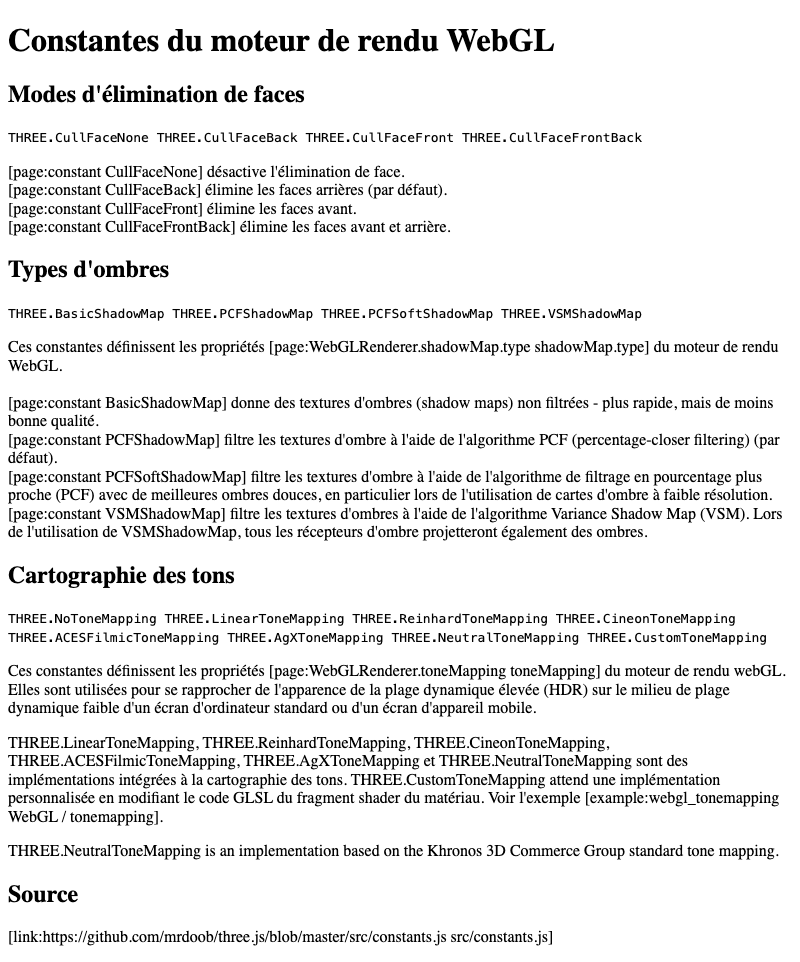 Constantes du moteur de rendu WebGL
Modes d'élimination de faces
THREE.CullFaceNone THREE.CullFaceBack THREE.CullFaceFront THREE.CullFaceFrontBack
[page:constant CullFaceNone] désactive l'élimination de face.
[page:constant CullFaceBack] élimine les faces arrières (par défaut).
[page:constant CullFaceFront] élimine les faces avant.
[page:constant CullFaceFrontBack] élimine les faces avant et arrière.
Types d'ombres
THREE.BasicShadowMap THREE.PCFShadowMap THREE.PCFSoftShadowMap THREE.VSMShadowMap
Ces constantes définissent les propriétés [page:WebGLRenderer.shadowMap.type shadowMap.type] du moteur de rendu
WebGL.
[page:constant BasicShadowMap] donne des textures d'ombres (shadow maps) non filtrées - plus rapide, mais de moins
bonne qualité.
[page:constant PCFShadowMap] filtre les textures d'ombre à l'aide de l'algorithme PCF (percentage-closer filtering) (par
défaut).
[page:constant PCFSoftShadowMap] filtre les textures d'ombre à l'aide de l'algorithme de filtrage en pourcentage plus
proche (PCF) avec de meilleures ombres douces, en particulier lors de l'utilisation de cartes d'ombre à faible résolution.
[page:constant VSMShadowMap] filtre les textures d'ombres à l'aide de l'algorithme Variance Shadow Map (VSM). Lors
de l'utilisation de VSMShadowMap, tous les récepteurs d'ombre projetteront également des ombres.
Cartographie des tons
THREE.NoToneMapping THREE.LinearToneMapping THREE.ReinhardToneMapping THREE.CineonToneMapping
THREE.ACESFilmicToneMapping THREE.AgXToneMapping THREE.NeutralToneMapping THREE.CustomToneMapping
Ces constantes définissent les propriétés [page:WebGLRenderer.toneMapping toneMapping] du moteur de rendu webGL.
Elles sont utilisées pour se rapprocher de l'apparence de la plage dynamique élevée (HDR) sur le milieu de plage
dynamique faible d'un écran d'ordinateur standard ou d'un écran d'appareil mobile.
THREE.LinearToneMapping, THREE.ReinhardToneMapping, THREE.CineonToneMapping,
THREE.ACESFilmicToneMapping, THREE.AgXToneMapping et THREE.NeutralToneMapping sont des
implémentations intégrées à la cartographie des tons. THREE.CustomToneMapping attend une implémentation
personnalisée en modifiant le code GLSL du fragment shader du matériau. Voir l'exemple [example:webgl_tonemapping
WebGL / tonemapping].
THREE.NeutralToneMapping is an implementation based on the Khronos 3D Commerce Group standard tone mapping.
Source
[link:https://github.com/mrdoob/three.js/blob/master/src/constants.js src/constants.js]